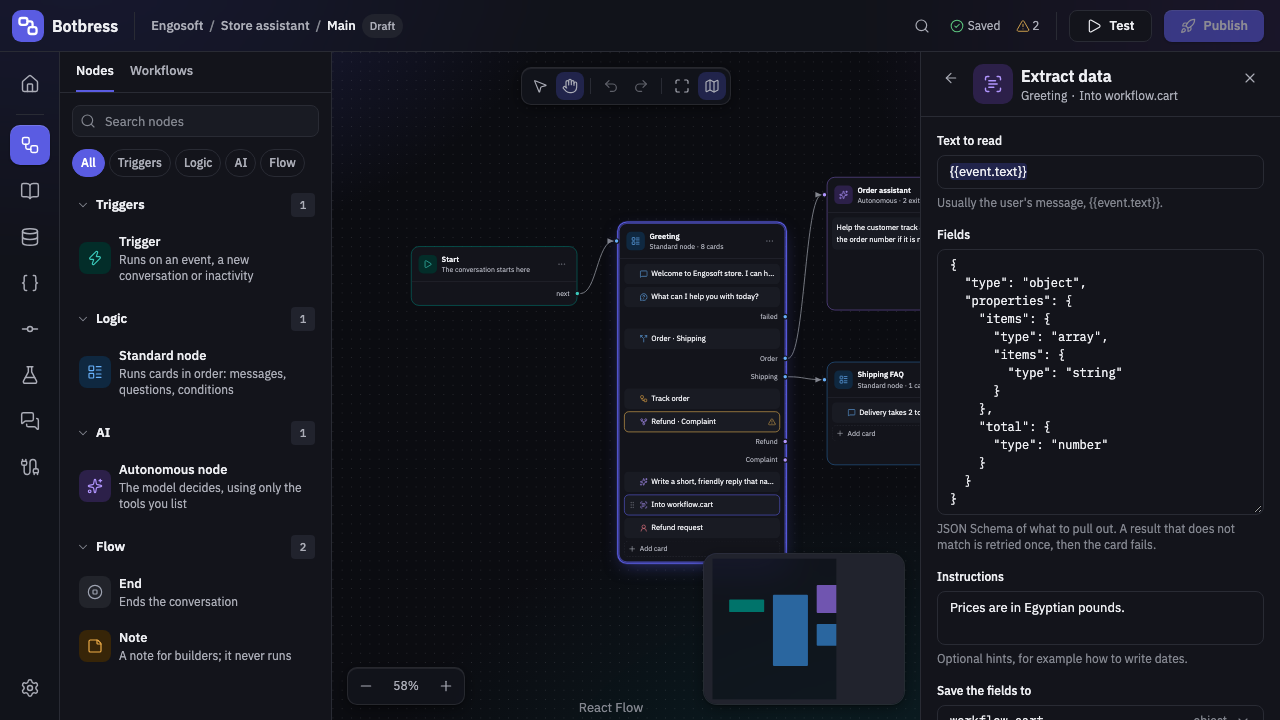 Botbress
Engosoft / Store assistant / Main Draft
Saved
2
Test
Publish
Nodes Workflows
Search nodes
All Triggers Logic AI Flow
Triggers 1
Trigger
Runs on an event, a new
conversation or inactivity
Logic 1
Standard node
Runs cards in order: messages,
questions, conditions
AI 1
Autonomous node
The model decides, using only the
tools you list
Flow 2
End
Ends the conversation
Note
A note for builders; it never runs
Start
The conversation starts here
next
Greeting
Standard node · 8 cards
Welcome to Engosoft store. I can h...
What can I help you with today?
failed
Order · Shipping
Order
Shipping
Track order
Refund · Complaint
Refund
Complaint
Write a short, friendly reply that na...
Into workflow.cart
Refund request
+ Add card
Order assistant
Autonomous · 2 exit
Help the customer track
the order number if it is
Shipping FAQ
Standard node · 1 ca
Delivery takes 2 to
+ Add card
58%
React Flow
Extract data
Greeting · Into workflow.cart
Text to read
{{event.text}}
Usually the user's message, {{event.text}}.
Fields
{
"type": "object",
"properties": {
"items": {
"type": "array",
"items": {
"type": "string"
}
},
"total": {
"type": "number"
}
}
}
JSON Schema of what to pull out. A result that does not
match is retried once, then the card fails.
Instructions
Prices are in Egyptian pounds.
Optional hints, for example how to write dates.
Save the fields to
workflow.cart object